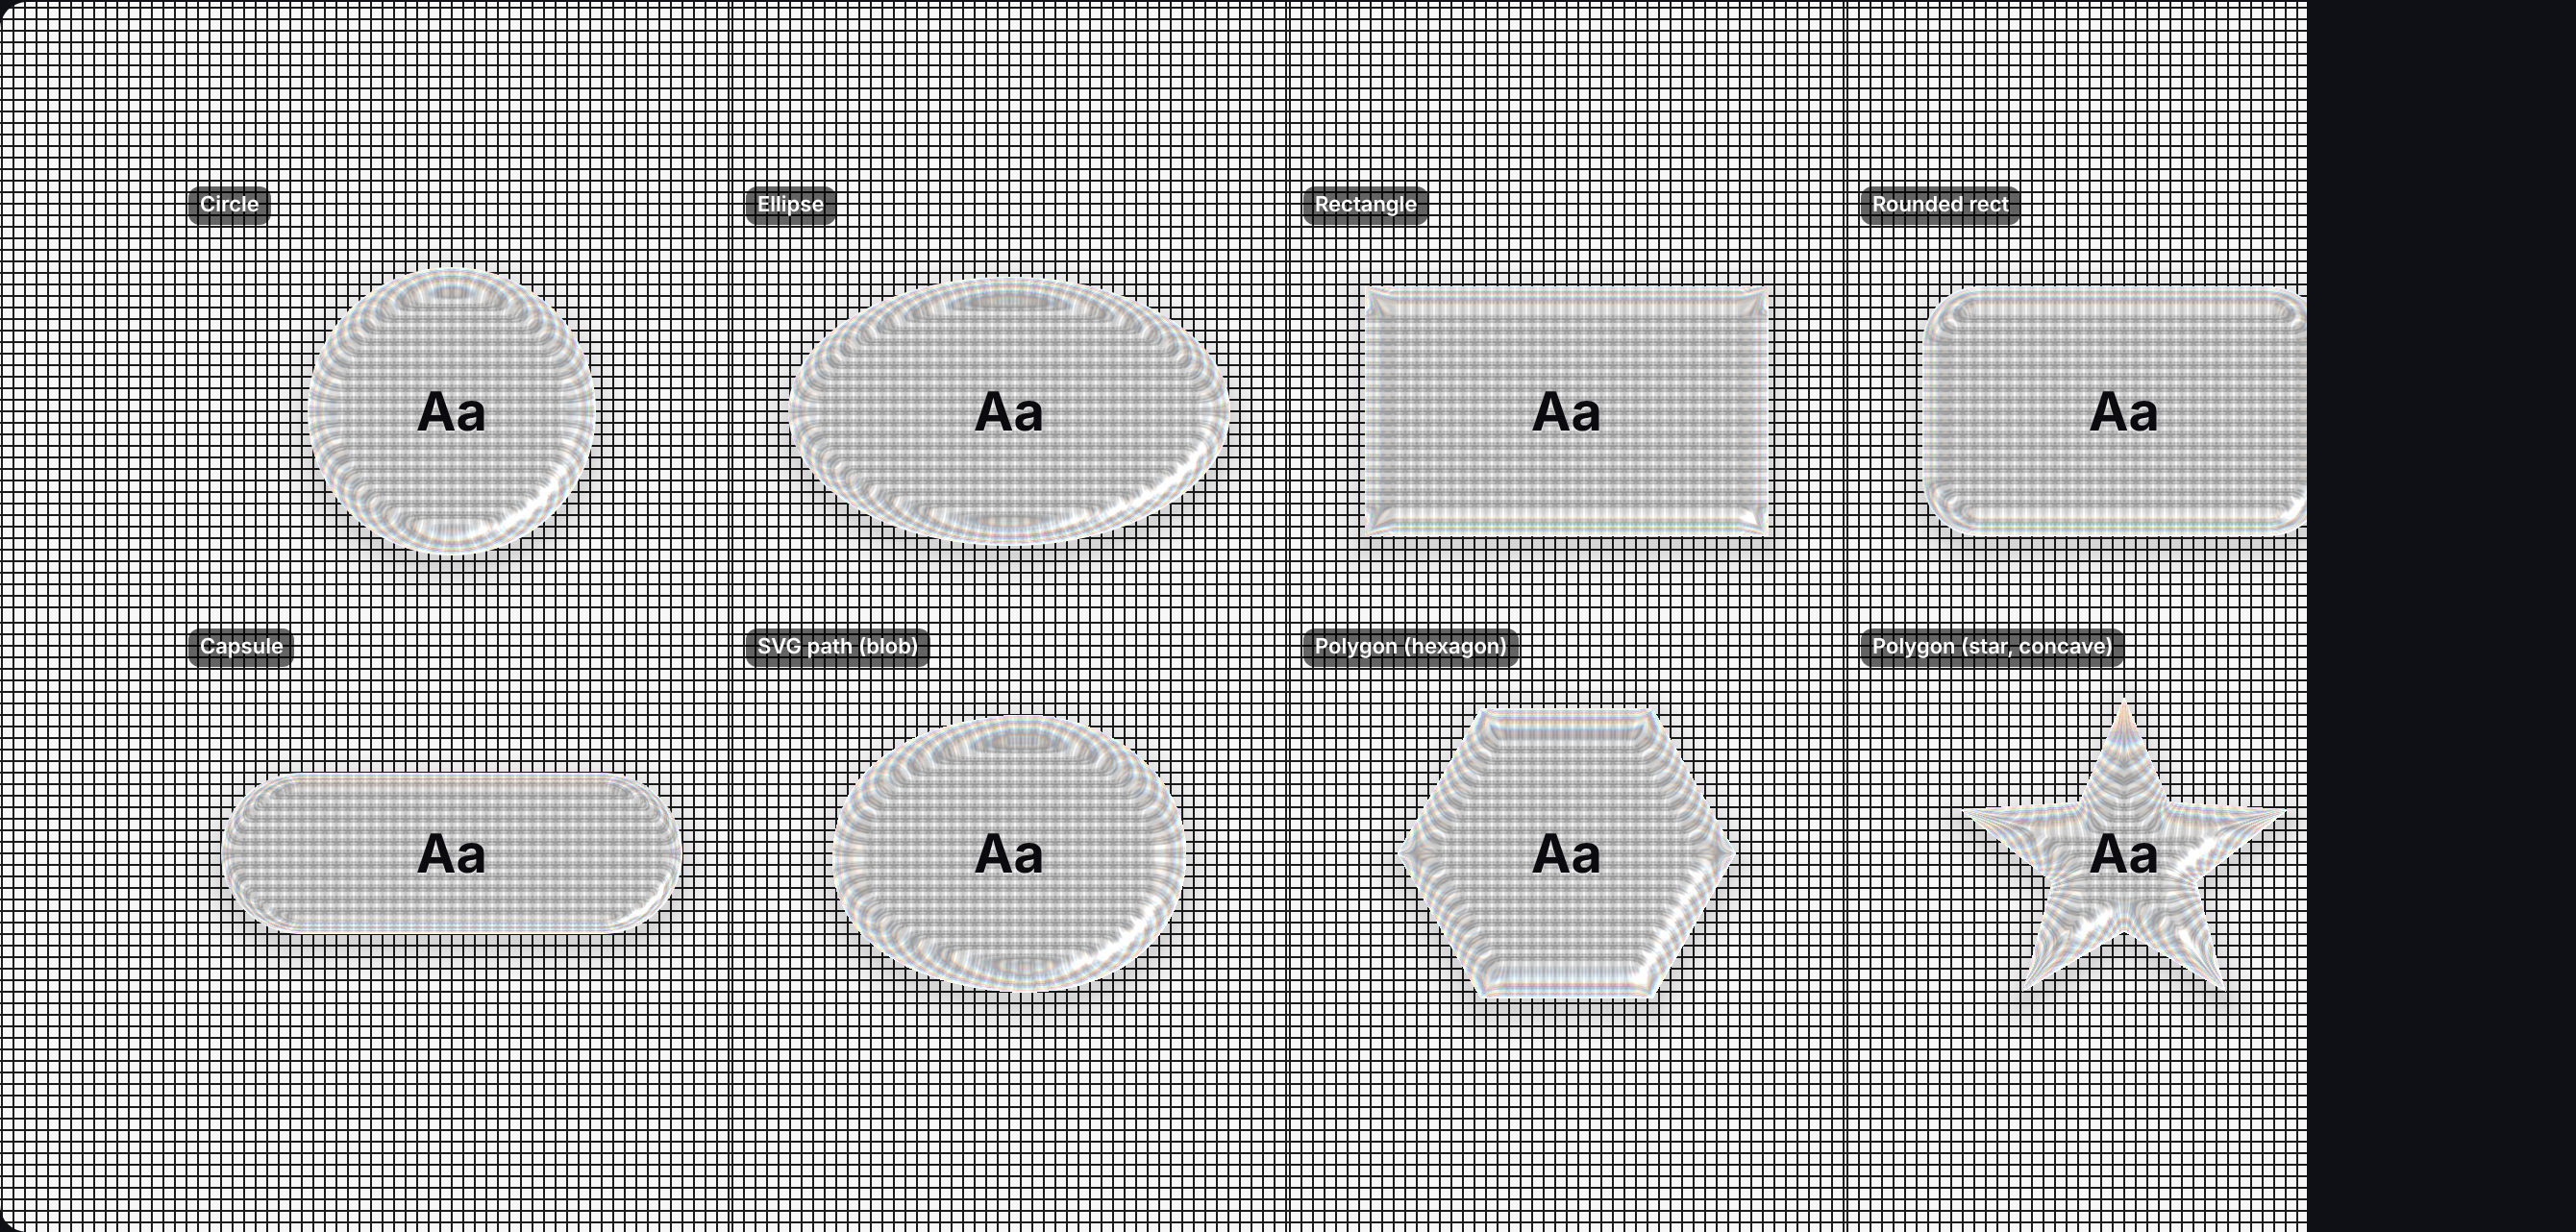 Circle
Ellipse
Rectangle
Rounded rect
Aa
Aa
Aa
Aa
Capsule
SVG path (blob)
Polygon (hexagon)
Polygon (star, concave)
Aa
Aa
Aa
Aa